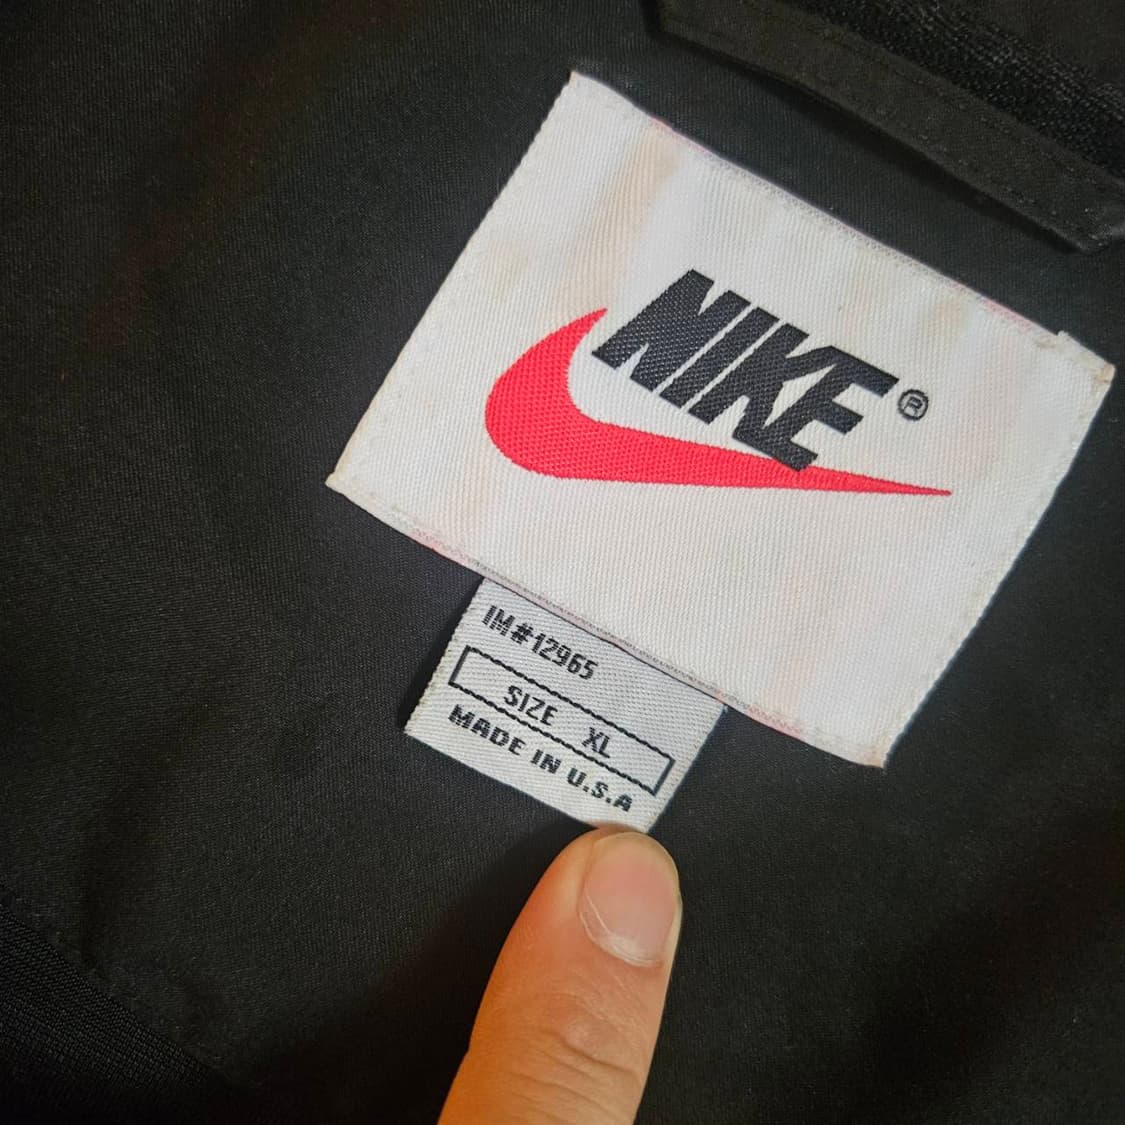 NIKE®
IM#12965
SIZE XL
MADE IN U.S.A